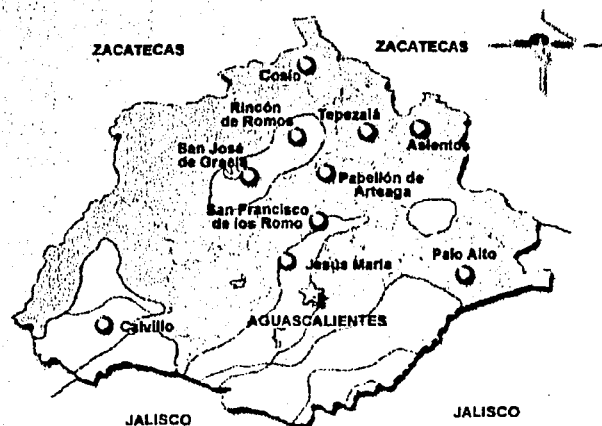 ZACATECAS
ZACATECAS
Cosio
Rincón
de Romos
Tepezalá
Asientos
San José
de Gracia
Pabellón de
Arteaga
San Francisco
de los Romo
Jesús María
Palo Alto
Calvillo
AGUASCALIENTES
JALISCO
JALISCO